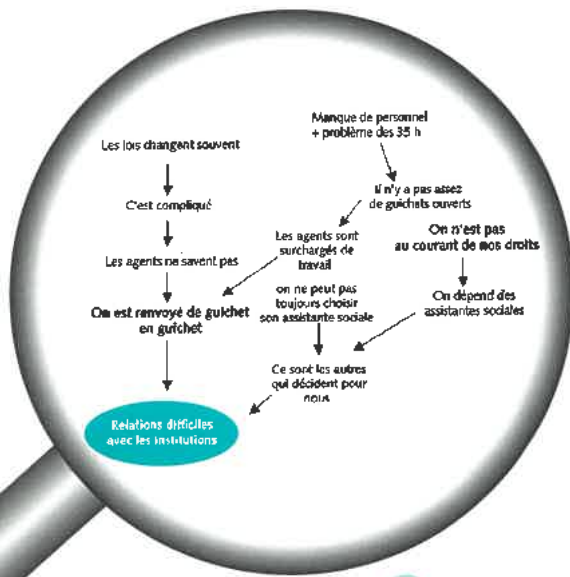 Manque de personnel
+ problème des 35 h
Les lois changent souvent
Il n'y a pas assez
de guichets ouverts
C'est compliqué
On n'est pas
au courant de nos droits
Les agents sont
surchargés de
travail
Les agents ne savent pas
on ne peut pas
toujours choisir
son assistante sociale
On dépend des
assistantes sociales
On est renvoyé de guichet
en guichet
Ce sont les autres
qui décident pour
nous
Relations difficiles
avec les institutions